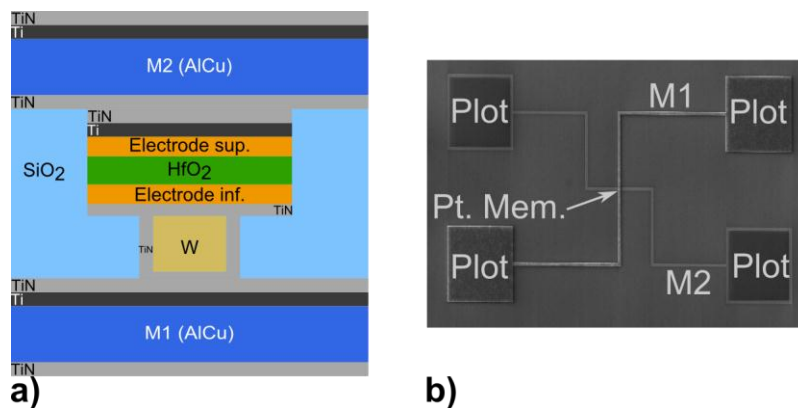 TiN
Ti
M2 (AlCu)
TiN
TiN
Ti
Electrode sup.
SiO2
HfO2
Electrode inf.
TiN
TiN
W
TiN
Ti
M1 (AlCu)
TiN
a)
Plot
M1
Plot
Pt. Mem.
Plot
Plot
M2
b)